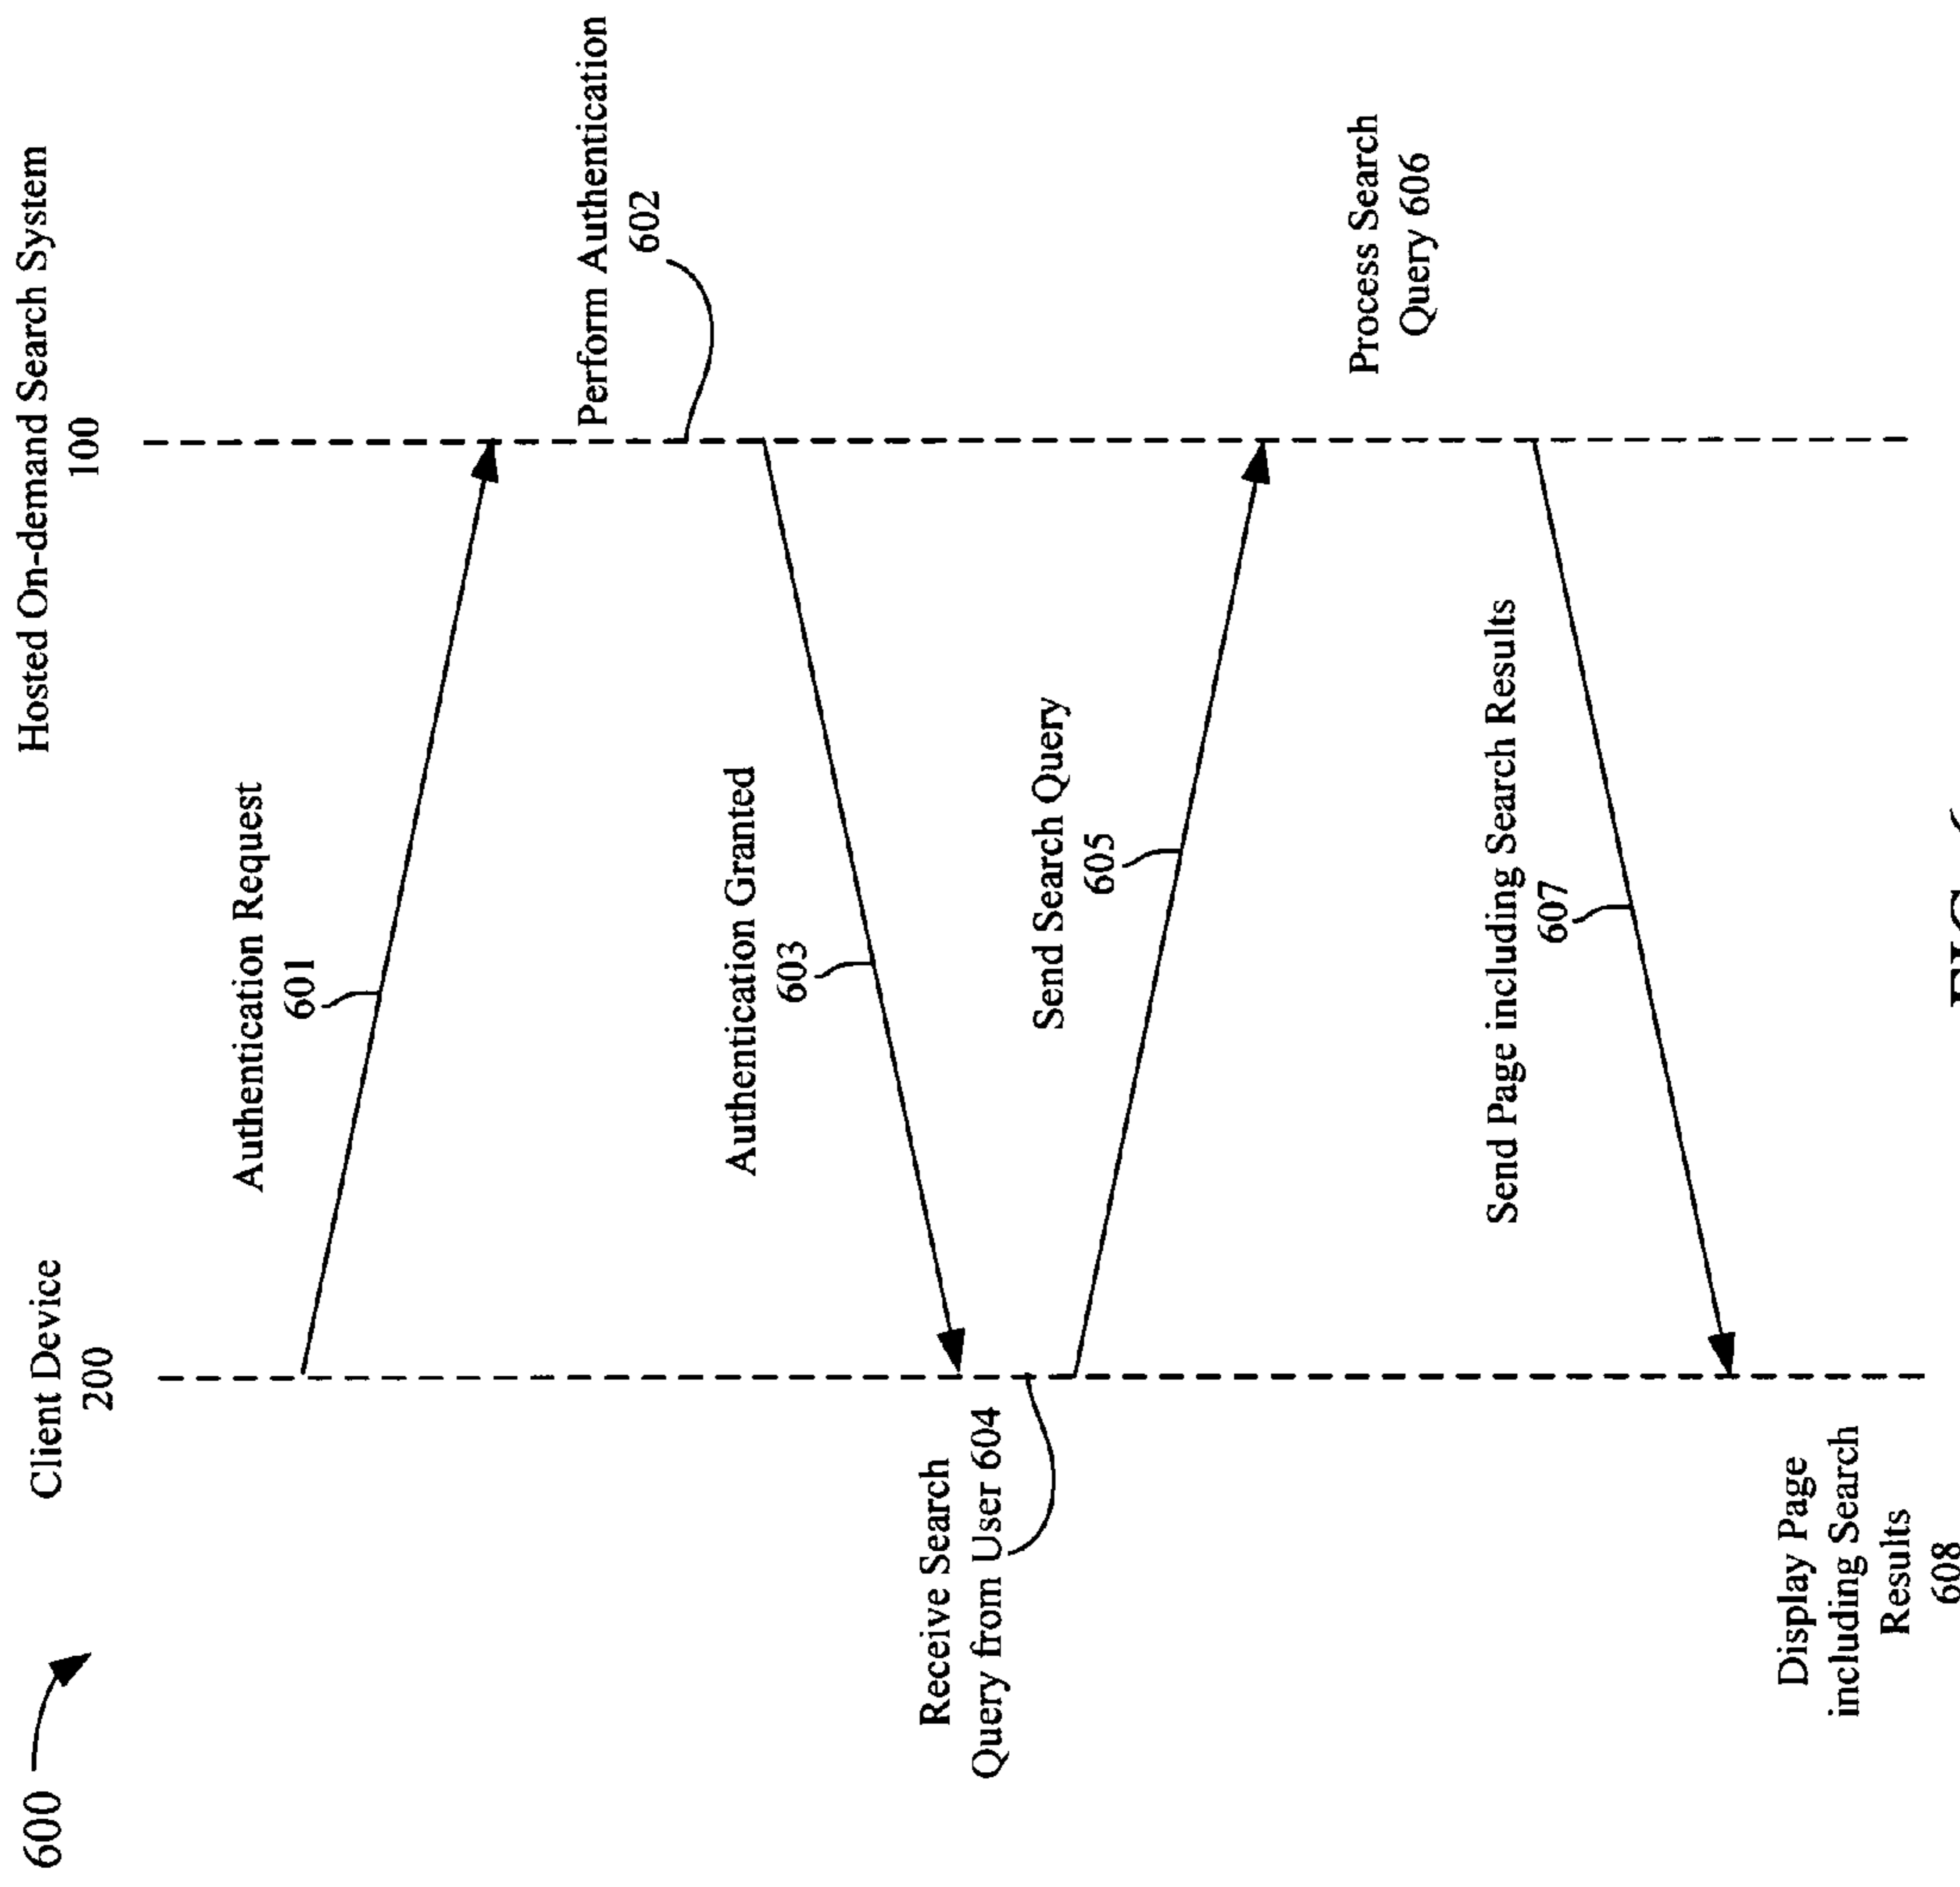 600
Client Device
200
Hosted On-demand Search System
100
Authentication Request
601
Perform Authentication
602
Authentication Granted
603
Receive Search
Query from User 604
Send Search Query
605
Process Search
Query 606
Send Page including Search Results
607
Display Page
including Search
Results
608